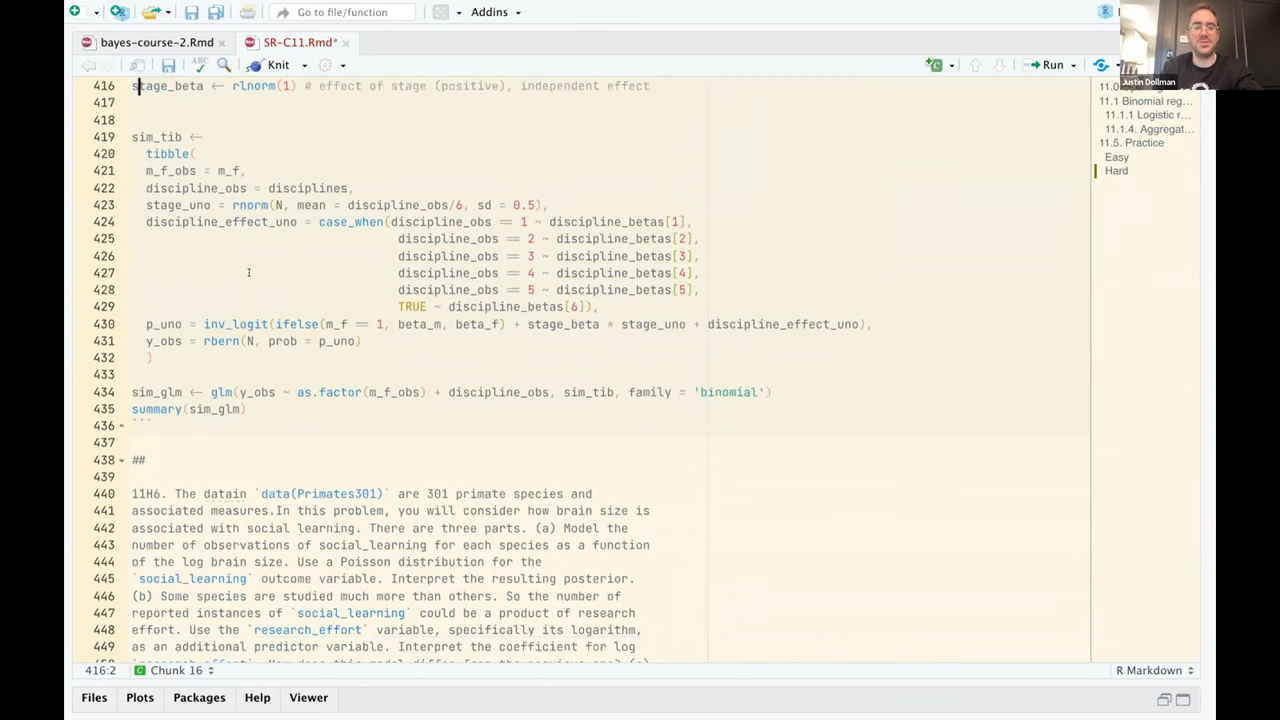 Go to file/function
Addins
Justin Dollman
bayes-course-2.Rmd
SR-C11.Rmd*
ABC
Knit
Run
416 stage_beta <- rlnorm(1) # effect of stage (positive), independent effect
417
418
419 sim_tib <-
420 tibble(
421 m_f_obs = m_f,
422 discipline_obs = disciplines,
423 stage_uno = rnorm(N, mean = discipline_obs/6, sd = 0.5),
424 discipline_effect_uno = case_when(discipline_obs == 1 ~ discipline_betas[1],
425 discipline_obs == 2 ~ discipline_betas[2],
426 discipline_obs == 3 ~ discipline_betas[3],
427 discipline_obs == 4 ~ discipline_betas[4],
428 discipline_obs == 5 ~ discipline_betas[5],
429 TRUE ~ discipline_betas[6]),
430 p_uno = inv_logit(ifelse(m_f == 1, beta_m, beta_f) + stage_beta * stage_uno + discipline_effect_uno),
431 y_obs = rbern(N, prob = p_uno)
432 )
433
434 sim_glm <- glm(y_obs ~ as.factor(m_f_obs) + discipline_obs, sim_tib, family = 'binomial')
435 summary(sim_glm)
436 ```
437
438 ##
439
440 11H6. The datain `data(Primates301)` are 301 primate species and
441 associated measures.In this problem, you will consider how brain size is
442 associated with social learning. There are three parts. (a) Model the
443 number of observations of social_learning for each species as a function
444 of the log brain size. Use a Poisson distribution for the
445 `social_learning` outcome variable. Interpret the resulting posterior.
446 (b) Some species are studied much more than others. So the number of
447 reported instances of `social_learning` could be a product of research
448 effort. Use the `research_effort` variable, specifically its logarithm,
449 as an additional predictor variable. Interpret the coefficient for log
11.1 Binomial reg...
11.1.1 Logistic r...
11.1.4. Aggregat...
11.5. Practice
Easy
Hard
416:2
Chunk 16
R Markdown
Files
Plots
Packages
Help
Viewer